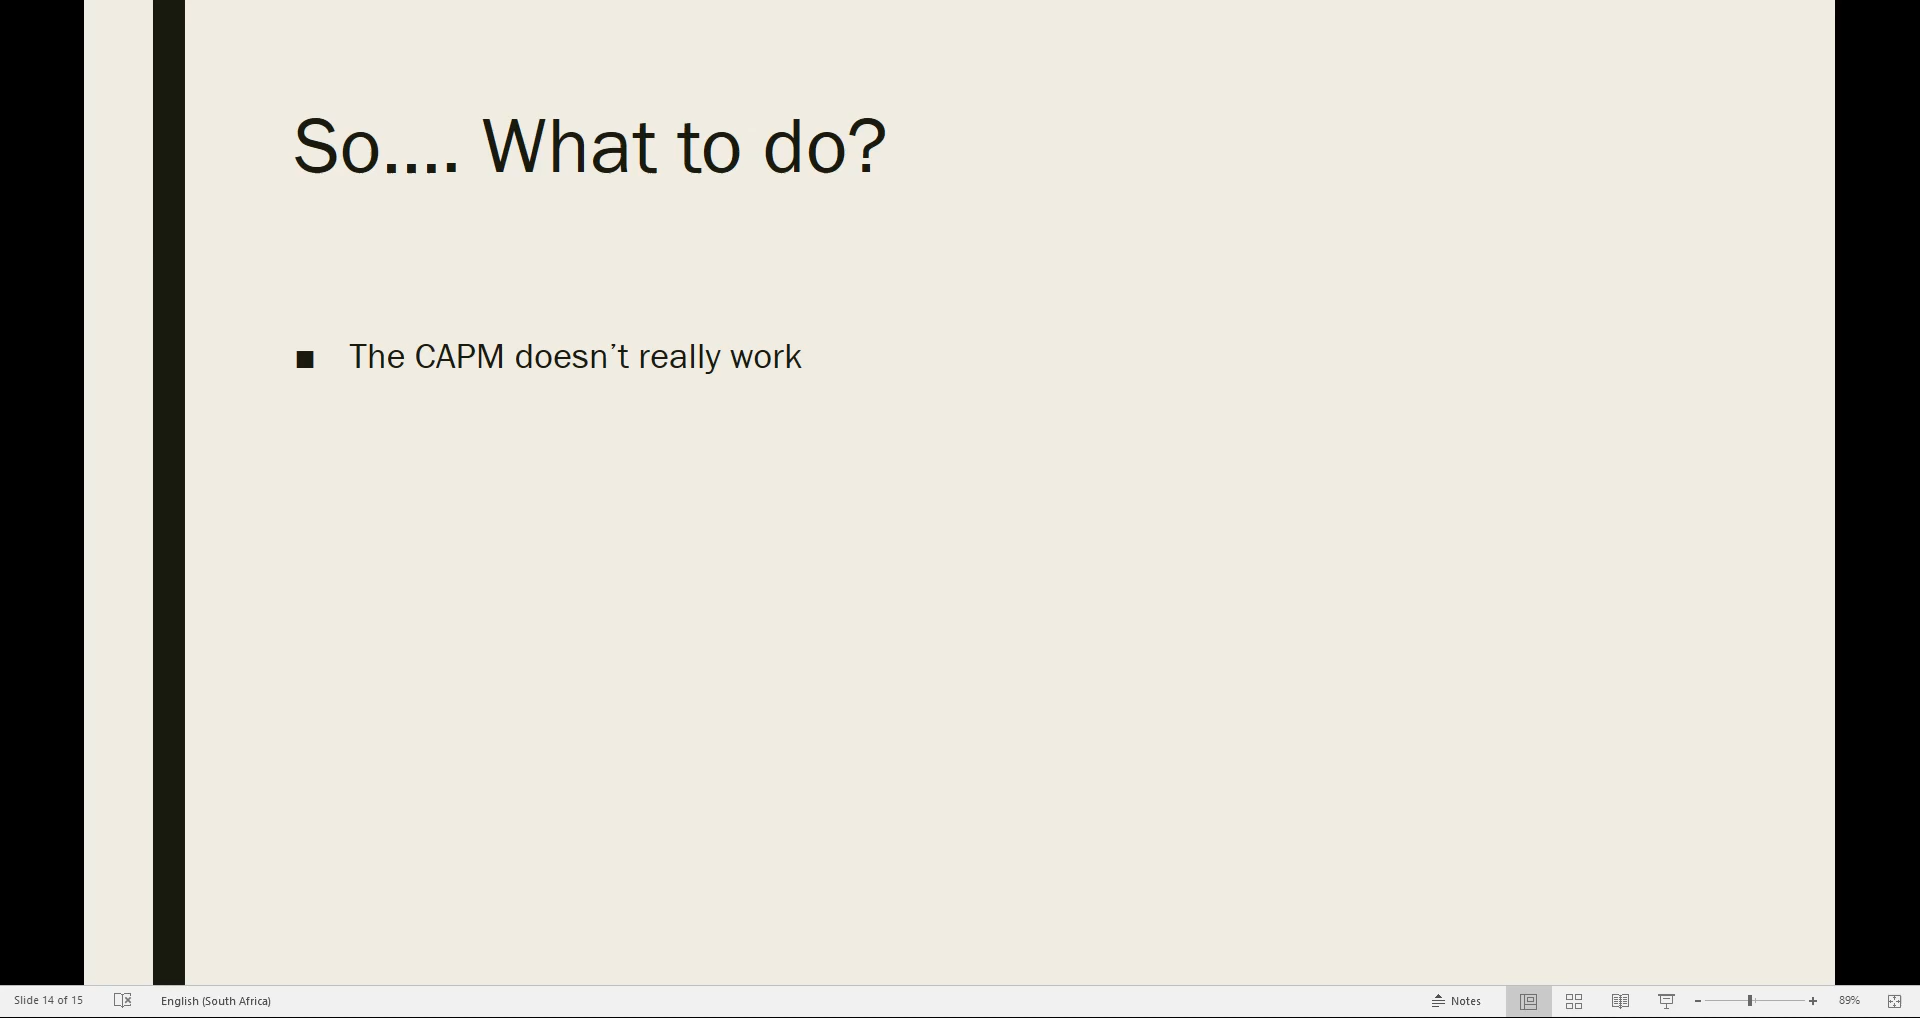 So.... What to do?
■ The CAPM doesn’t really work
Slide 14 of 15 English (South Africa) Notes 89%